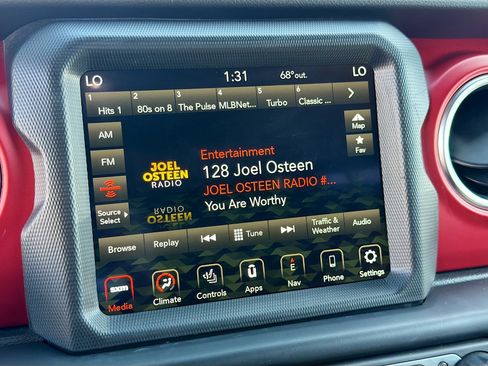 LO 1:31 68°out. LO
1 2 3 4 5 6
Hits 1 80s on 8 The Pulse MLBNet... Turbo Classic ...
AM
FM
Source Select
Map
Fav
JOEL
OSTEEN
RADIO
Entertainment
128 Joel Osteen
JOEL OSTEEN RADIO #...
You Are Worthy
Browse Replay Tune Traffic & Weather Audio
sxm E
Media Climate Controls Apps Nav Phone Settings